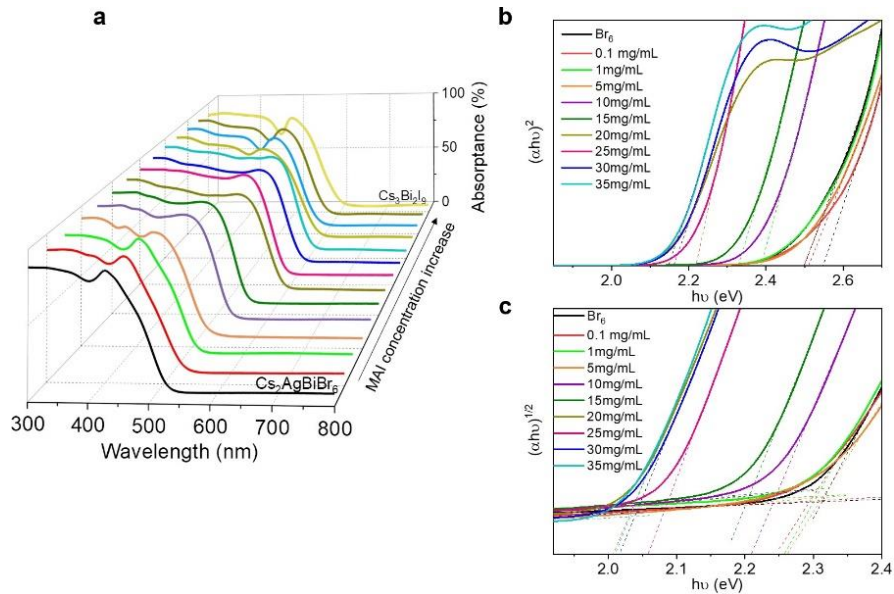 a
100
50
0
Absorptance (%)
Cs₃Bi₂I₉
MAI concentration increase
Cs₂AgBiBr₆
300 400 500 600 700 800
Wavelength (nm)
b
Br₆
0.1 mg/mL
1mg/mL
5mg/mL
10mg/mL
15mg/mL
20mg/mL
25mg/mL
30mg/mL
35mg/mL
(αhυ)²
2.0 2.2 2.4 2.6
hυ (eV)
c
Br₆
0.1 mg/mL
1mg/mL
5mg/mL
10mg/mL
15mg/mL
20mg/mL
25mg/mL
30mg/mL
35mg/mL
(αhυ)¹/²
2.0 2.1 2.2 2.3 2.4
hυ (eV)